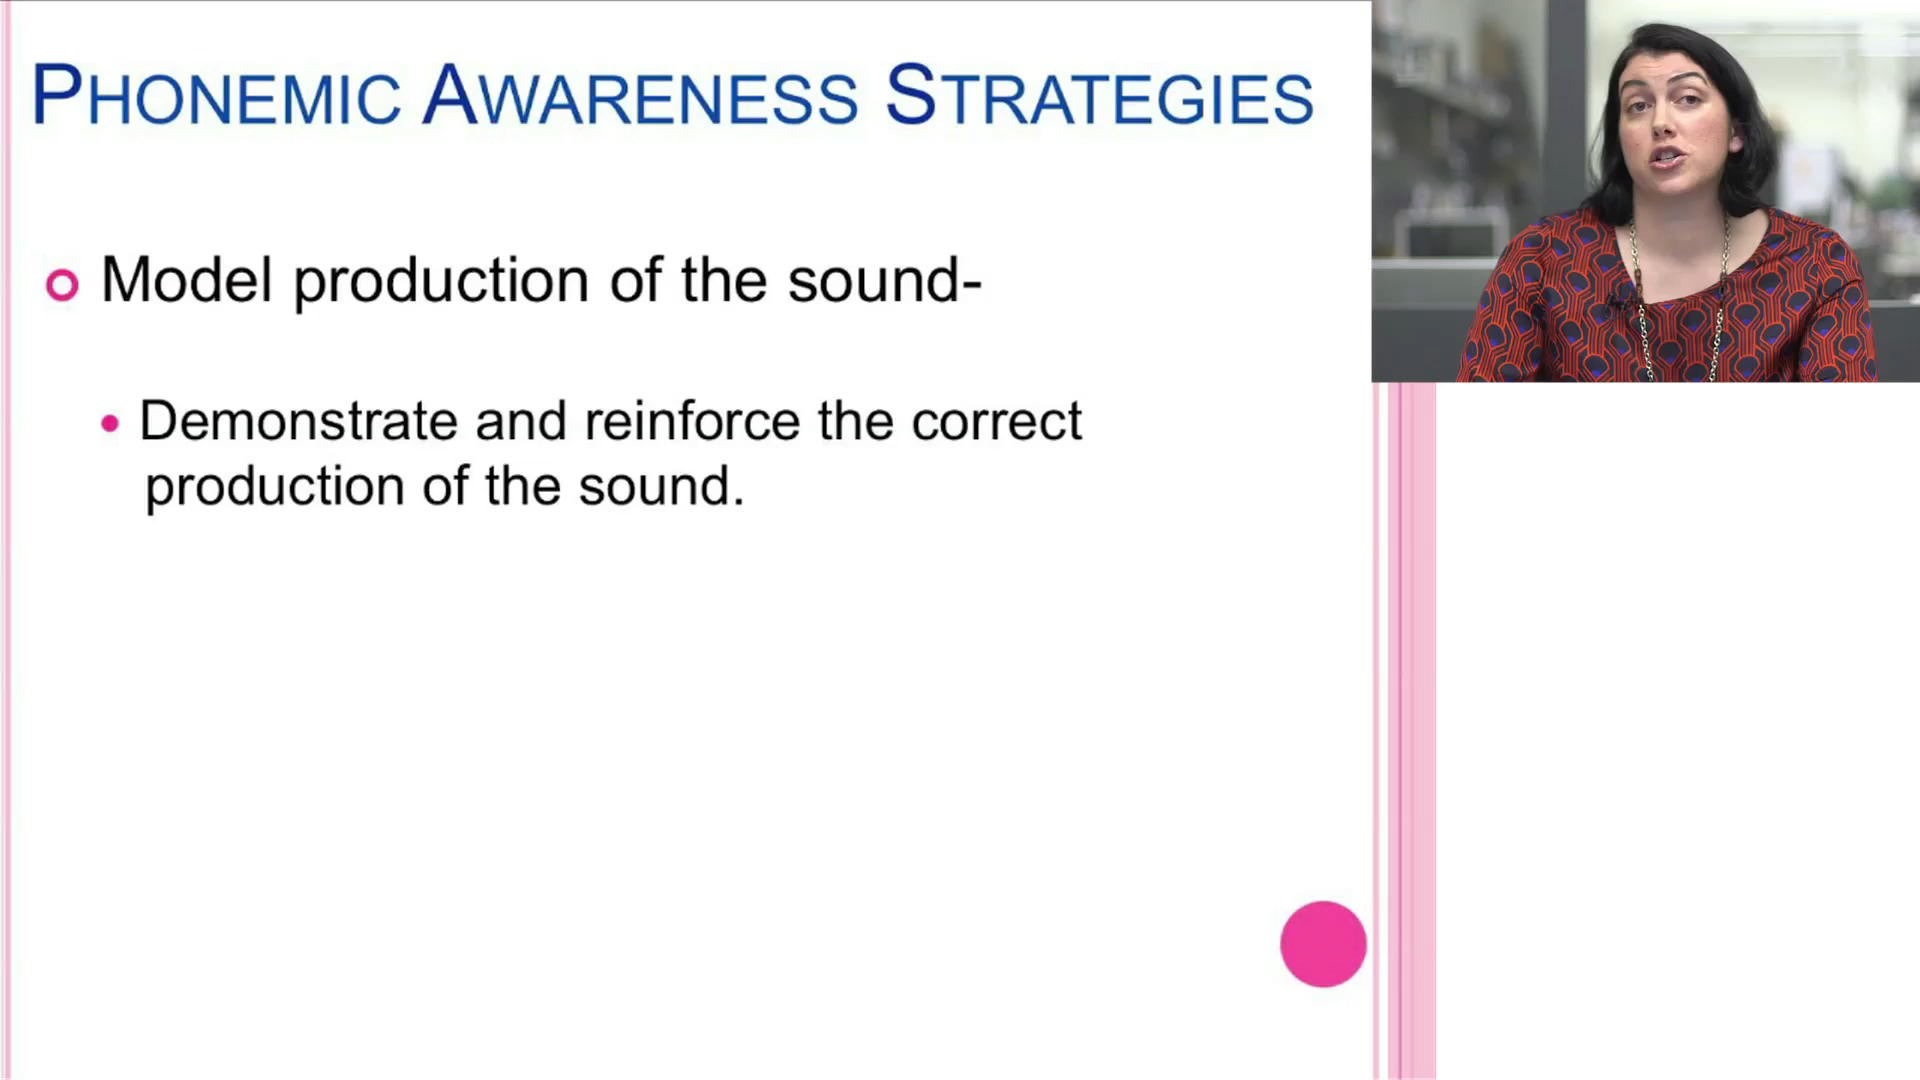 Phonemic Awareness Strategies
Model production of the sound-
Demonstrate and reinforce the correct
production of the sound.